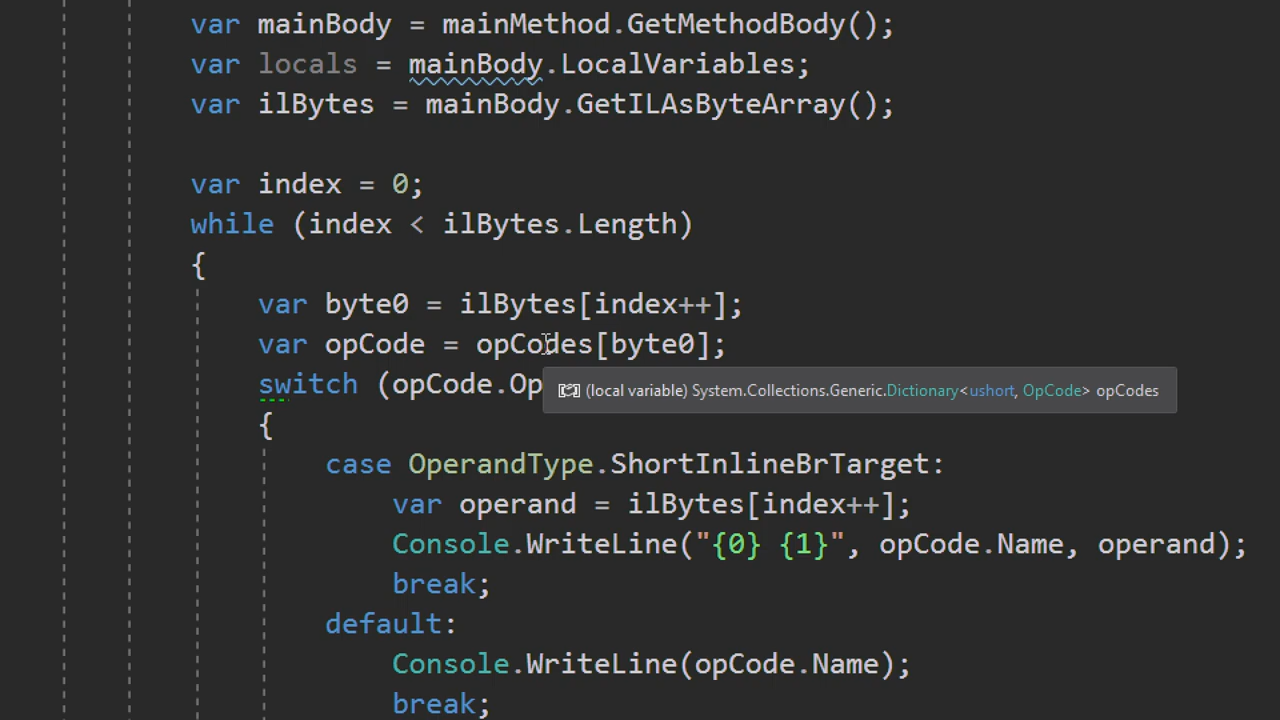 var mainBody = mainMethod.GetMethodBody();
var locals = mainBody.LocalVariables;
var ilBytes = mainBody.GetILAsByteArray();
var index = 0;
while (index < ilBytes.Length)
{
var byte0 = ilBytes[index++];
var opCode = opCodes[byte0];
switch (opCode.Op
(local variable) System.Collections.Generic.Dictionary<ushort, OpCode> opCodes
{
case OperandType.ShortInlineBrTarget:
var operand = ilBytes[index++];
Console.WriteLine("{0} {1}", opCode.Name, operand);
break;
default:
Console.WriteLine(opCode.Name);
break;